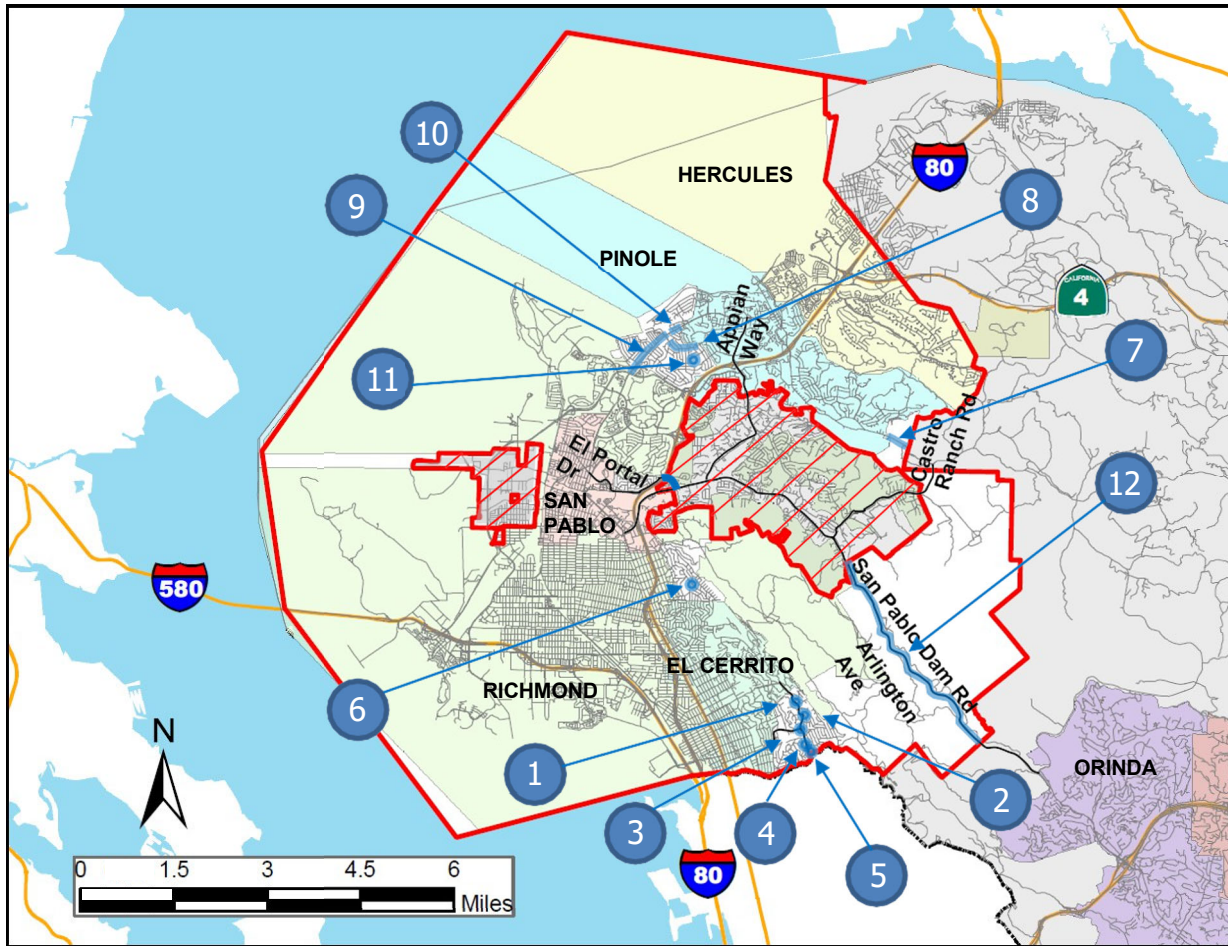 10
HERCULES
80
9
8
PINOLE
CALIFORNIA
4
Appian
Way
11
7
El Portal
Dr
Castro
Ranch Rd
SAN
PABLO
12
580
San Pablo Dam Rd
Arlington
Ave
EL CERRITO
RICHMOND
6
N
1
2
ORINDA
3
4
5
80
0 1.5 3 4.5 6
Miles